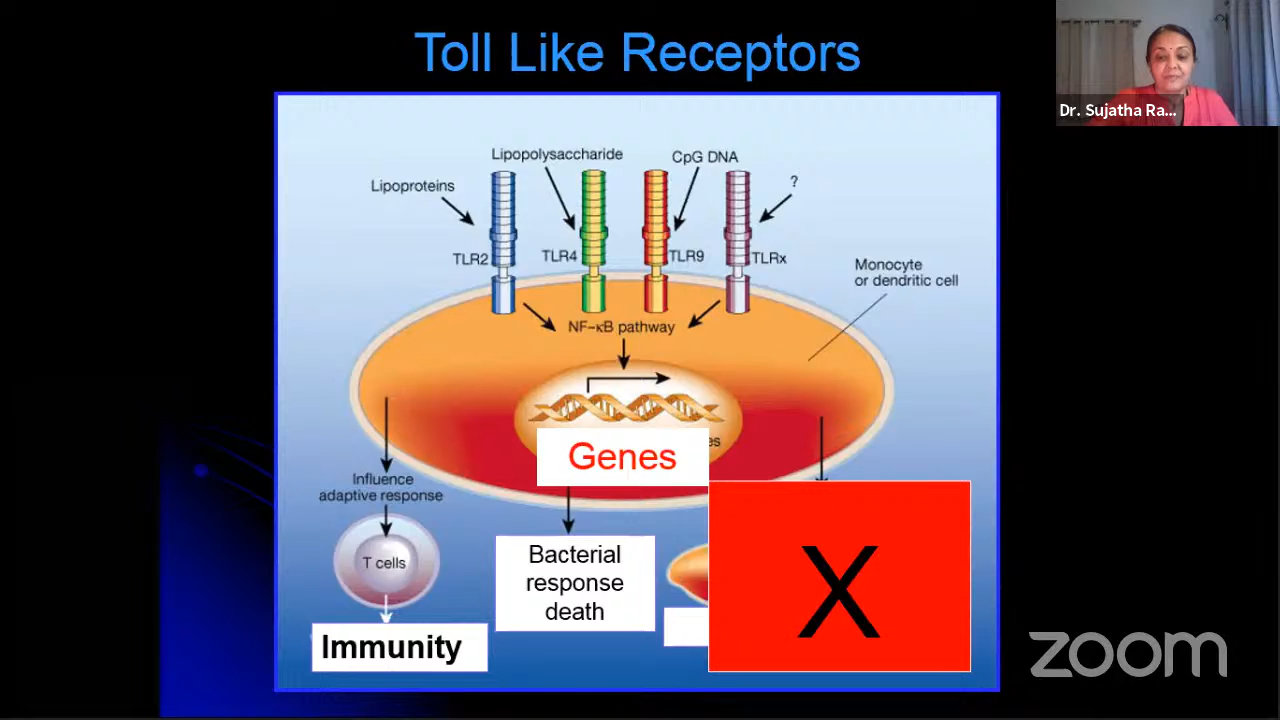 Toll Like Receptors
Dr. Sujatha Ra...
Lipopolysaccharide
CpG DNA
Lipoproteins
?
TLR2
TLR4
TLR9
TLRx
Monocyte
or dendritic cell
NF-κB pathway
es
Genes
Influence
adaptive response
T cells
Bacterial
response
death
X
Immunity
zoom